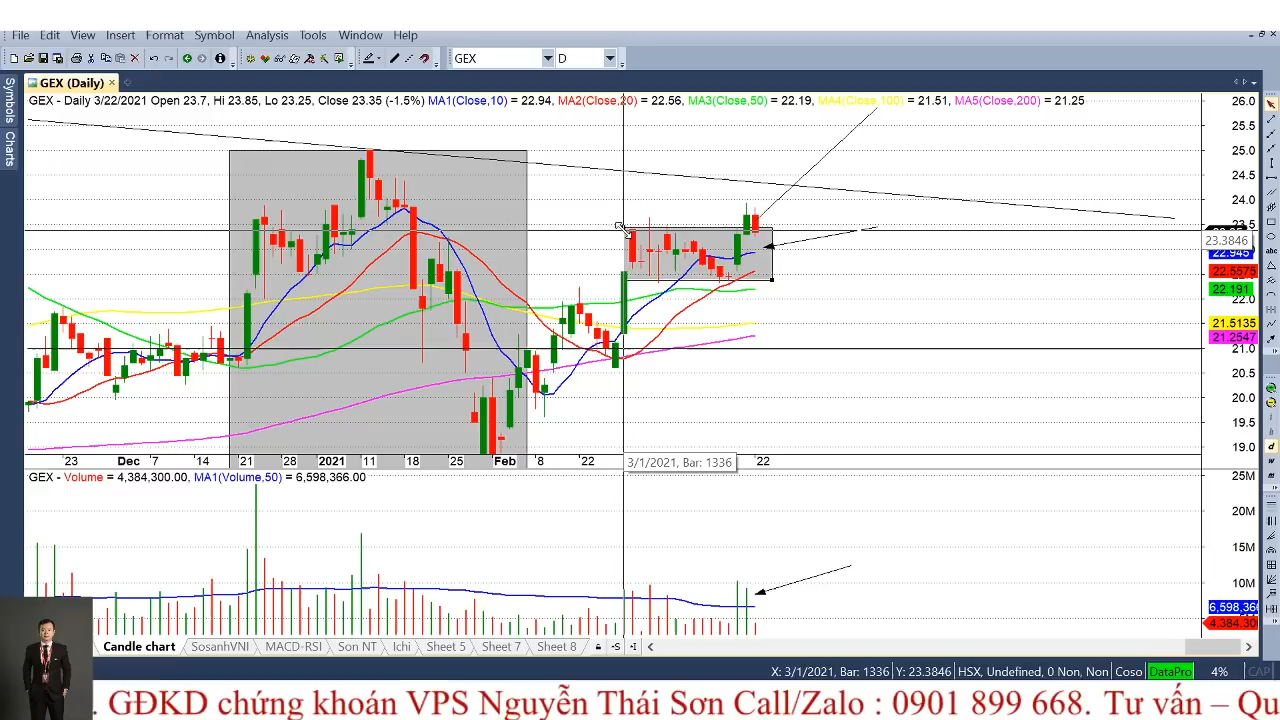 File Edit View Insert Format Symbol Analysis Tools Window Help
GEX D
GEX (Daily)
Symbols
Charts
GEX - Daily 3/22/2021 Open 23.7, Hi 23.85, Lo 23.25, Close 23.35 (-1.5%) MA1(Close,10) = 22.94, MA2(Close,20) = 22.56, MA3(Close,50) = 22.19, MA4(Close,100) = 21.51, MA5(Close,200) = 21.25
26.0
25.5
25.0
24.5
24.0
23.5
23.3846
22.945
22.5575
22.191
22.0
21.5135
21.2547
21.0
20.5
20.0
19.5
19.0
23 Dec 7 14 21 28 2021 11 18 25 Feb 8 22 3/1/2021, Bar: 1336 22
GEX - Volume = 4,384,300.00, MA1(Volume,50) = 6,598,366.00
25M
20M
15M
10M
6,598,366
4,384,30
Candle chart SosanhVNI MACD-RSI Son NT Ichi Sheet 5 Sheet 7 Sheet 8
X: 3/1/2021, Bar: 1336 Y: 23.3846 HSX, Undefined, 0 Non, Non Coso DataPro 4% CAP
. GĐKD chứng khoán VPS Nguyễn Thái Sơn Call/Zalo : 0901 899 668. Tư vấn – Qu